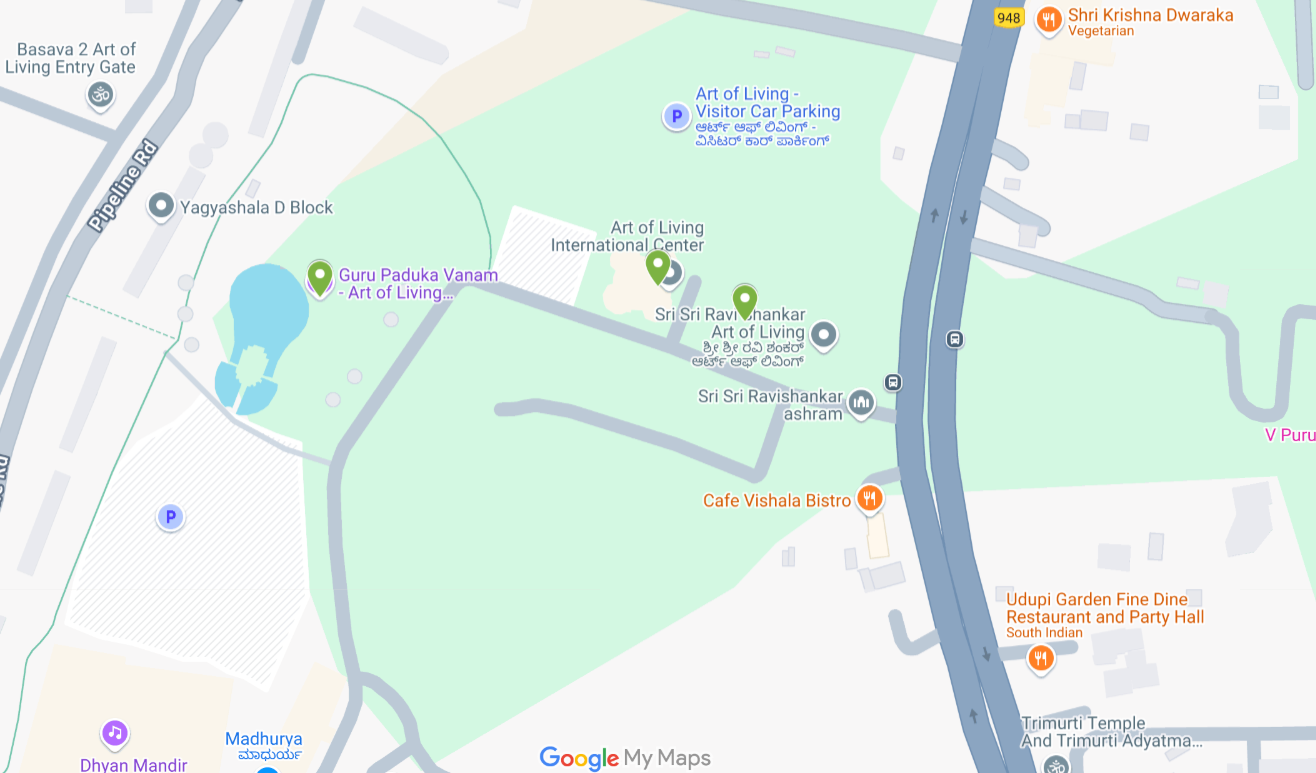 948
Shri Krishna Dwaraka
Vegetarian
Basava 2 Art of
Living Entry Gate
Art of Living -
Visitor Car Parking
ಆರ್ಟ್ ಆಫ್ ಲಿವಿಂಗ್ -
ವಿಸಿಟರ್ ಕಾರ್ ಪಾರ್ಕಿಂಗ್
P
Pipeline Rd
Yagyashala D Block
Art of Living
International Center
Guru Paduka Vanam
- Art of Living...
Sri Sri Ravishankar
Art of Living
ಶ್ರೀ ಶ್ರೀ ರವಿ ಶಂಕರ್
ಆರ್ಟ್ ಆಫ್ ಲಿವಿಂಗ್
Sri Sri Ravishankar
ashram
V Puru
Rd
Cafe Vishala Bistro
P
Udupi Garden Fine Dine
Restaurant and Party Hall
South Indian
Trimurti Temple
And Trimurti Adyatma...
Madhurya
ಮಾಧುರ್ಯ
Dhyan Mandir
Google My Maps